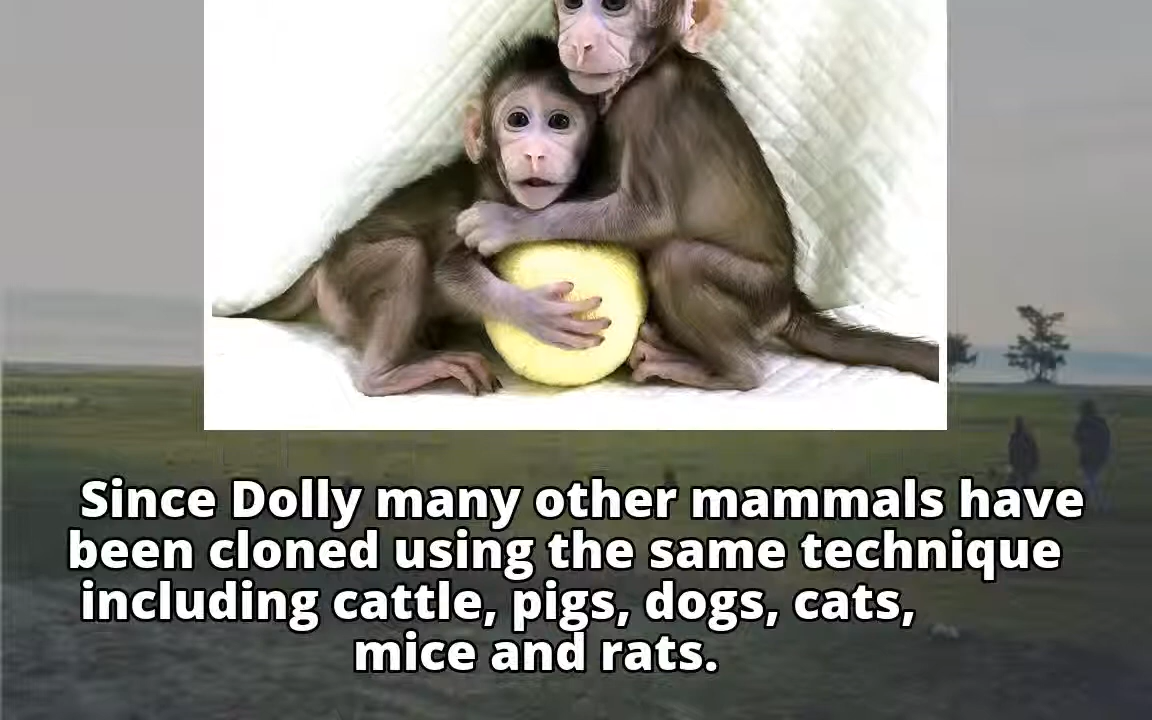 Since Dolly many other mammals have
been cloned using the same technique
including cattle, pigs, dogs, cats,
mice and rats.